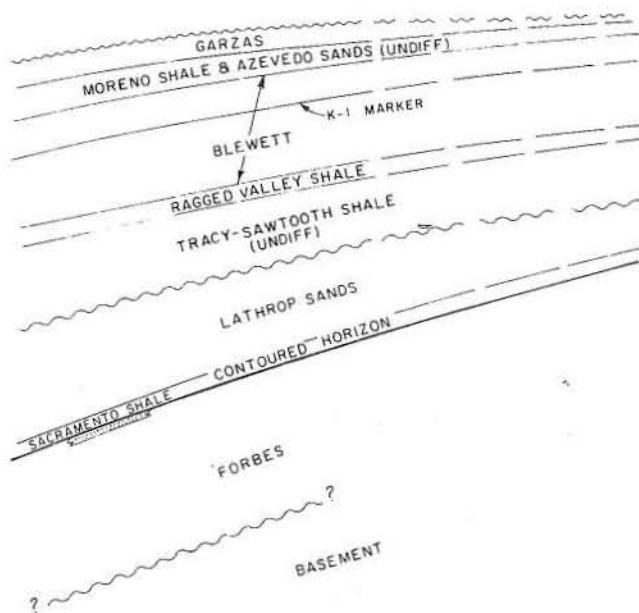 GARZAS
MORENO SHALE & AZEVEDO SANDS (UNDIFF)
K-1 MARKER
BLEWETT
RAGGED VALLEY SHALE
TRACY-SAWTOOTH SHALE
(UNDIFF)
LATHROP SANDS
CONTOURED HORIZON
SACRAMENTO SHALE
FORBES
?
BASEMENT
?